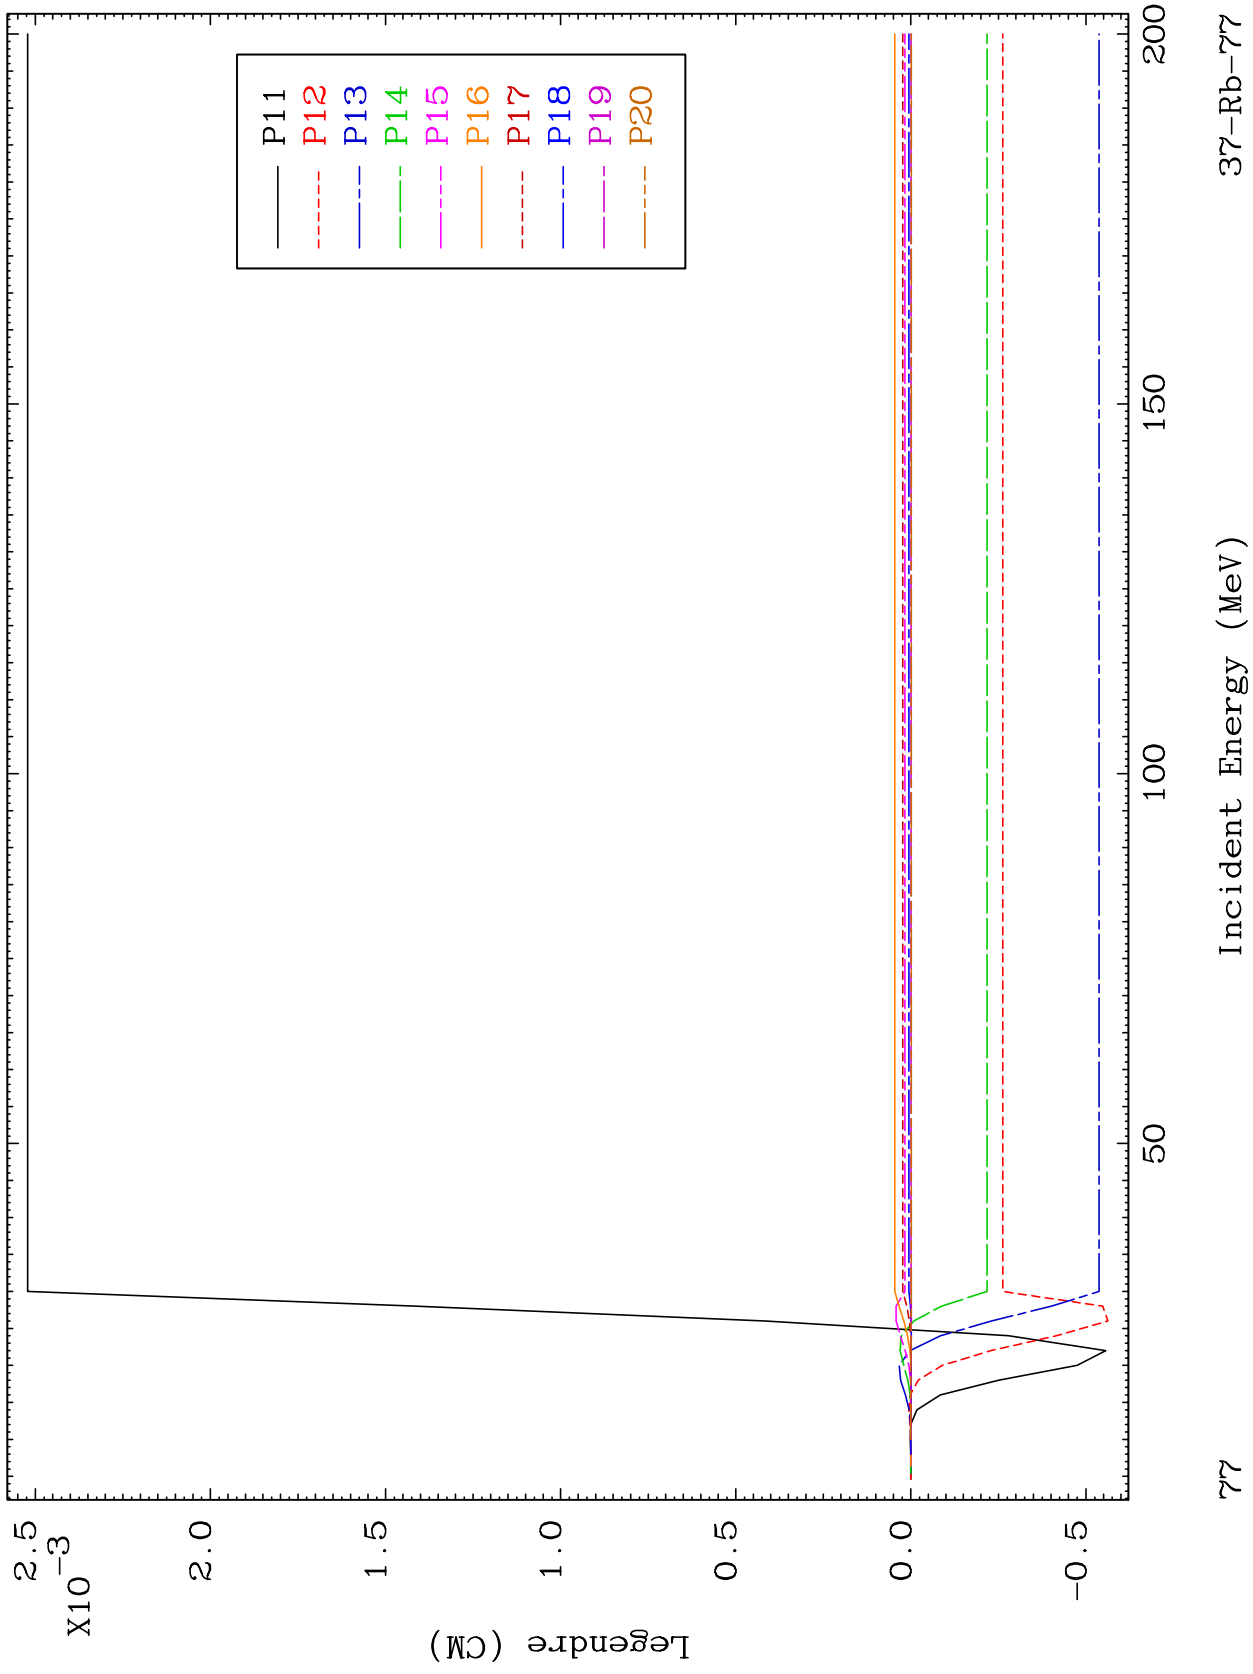 P11
P12
P13
P14
P15
P16
P17
P18
P19
P20
2.5
2.0
1.5
1.0
0.5
0.0
-0.5
X10-3
Legendre (CM)
50
100
150
200
77
Incident Energy (MeV)
37-Rb-77